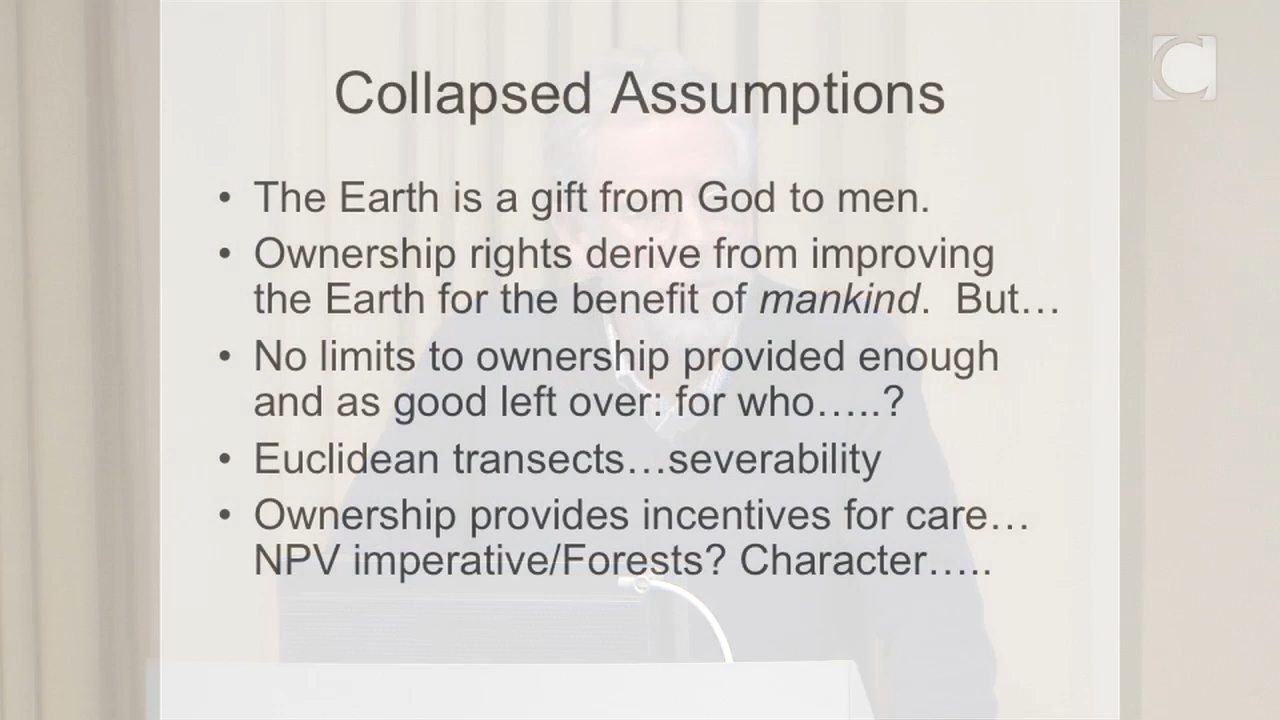 Collapsed Assumptions
• The Earth is a gift from God to men.
• Ownership rights derive from improving
the Earth for the benefit of mankind.  But…
• No limits to ownership provided enough
and as good left over: for who…..?
• Euclidean transects…severability
• Ownership provides incentives for care…
NPV imperative/Forests? Character…..